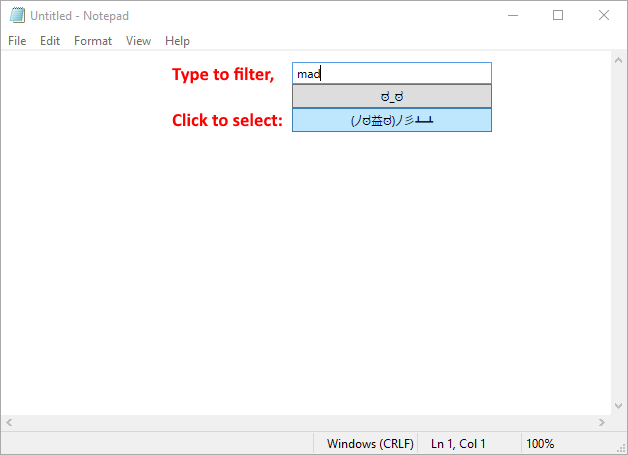 Untitled - Notepad
File Edit Format View Help
Type to filter, mad
ಠ_ಠ
Click to select: (ノಠ益ಠ)ノ彡┻━┻
Windows (CRLF) Ln 1, Col 1 100%